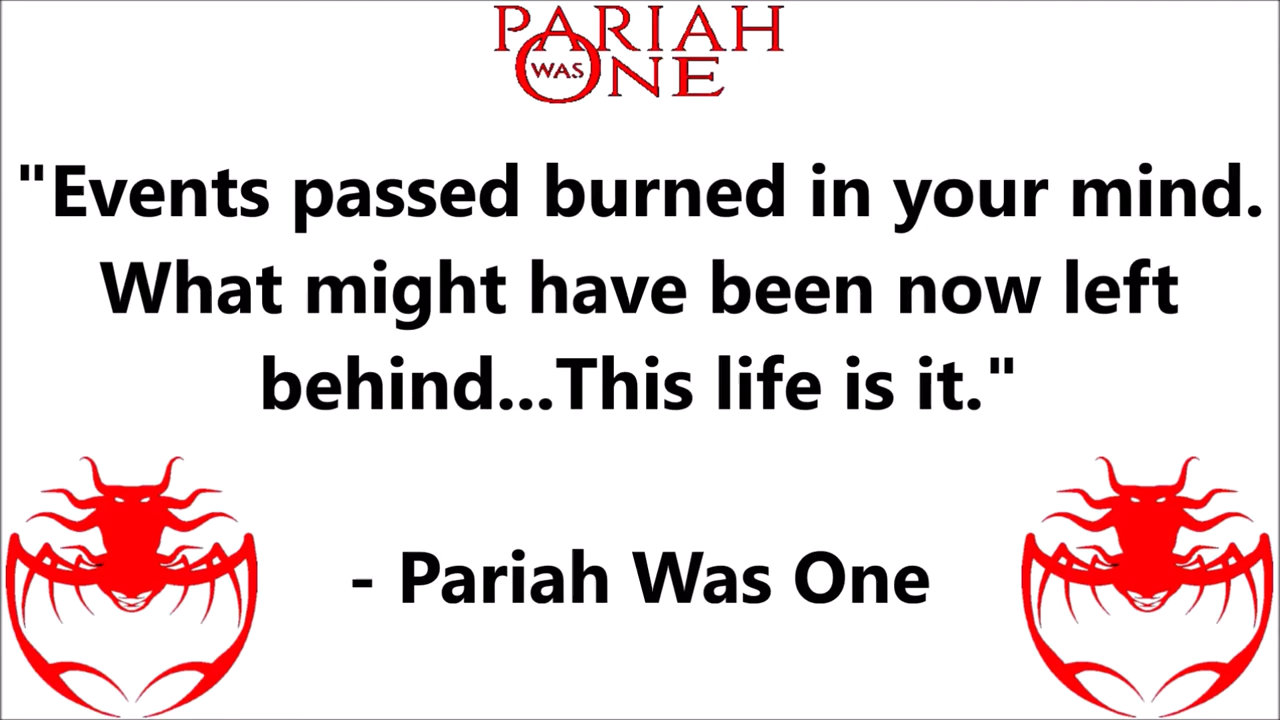 PARIAH
WAS ONE
"Events passed burned in your mind.
What might have been now left
behind...This life is it."
- Pariah Was One